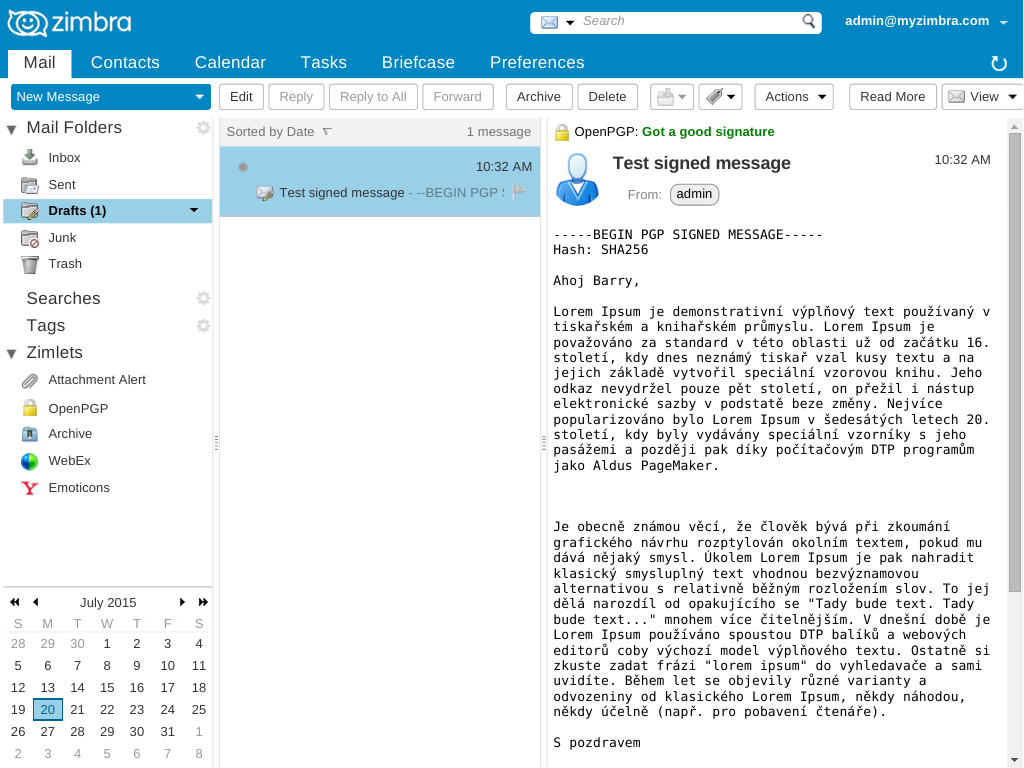 zimbra
Search
admin@myzimbra.com
Mail Contacts Calendar Tasks Briefcase Preferences
New Message
Edit Reply Reply to All Forward Archive Delete Actions Read More View
Mail Folders
Inbox
Sent
Drafts (1)
Junk
Trash
Searches
Tags
Zimlets
Attachment Alert
OpenPGP
Archive
WebEx
Emoticons
July 2015
S M T W T F S
28 29 30 1 2 3 4
5 6 7 8 9 10 11
12 13 14 15 16 17 18
19 20 21 22 23 24 25
26 27 28 29 30 31 1
2 3 4 5 6 7 8
Sorted by Date 1 message
10:32 AM
Test signed message - --BEGIN PGP S
OpenPGP: Got a good signature
Test signed message 10:32 AM
From: admin
-----BEGIN PGP SIGNED MESSAGE-----
Hash: SHA256
Ahoj Barry,
Lorem Ipsum je demonstrativní výplňový text používaný v
tiskařském a knihařském průmyslu. Lorem Ipsum je
považováno za standard v této oblasti už od začátku 16.
století, kdy dnes neznámý tiskař vzal kusy textu a na
jejich základě vytvořil speciální vzorovou knihu. Jeho
odkaz nevydržel pouze pět století, on přežil i nástup
elektronické sazby v podstatě beze změny. Nejvíce
popularizováno bylo Lorem Ipsum v šedesátých letech 20.
století, kdy byly vydávány speciální vzorníky s jeho
pasážemi a později pak díky počítačovým DTP programům
jako Aldus PageMaker.
Je obecně známou věcí, že člověk bývá při zkoumání
grafického návrhu rozptylován okolním textem, pokud mu
dává nějaký smysl. Úkolem Lorem Ipsum je pak nahradit
klasický smysluplný text vhodnou bezvýznamovou
alternativou s relativně běžným rozložením slov. To jej
dělá narozdíl od opakujícího se "Tady bude text. Tady
bude text..." mnohem více čitelnějším. V dnešní době je
Lorem Ipsum používáno spoustou DTP balíků a webových
editorů coby výchozí model výplňového textu. Ostatně si
zkuste zadat frázi "lorem ipsum" do vyhledavače a sami
uvidíte. Během let se objevily různé varianty a
odvozeniny od klasického Lorem Ipsum, někdy náhodou,
někdy účelně (např. pro pobavení čtenáře).
S pozdravem